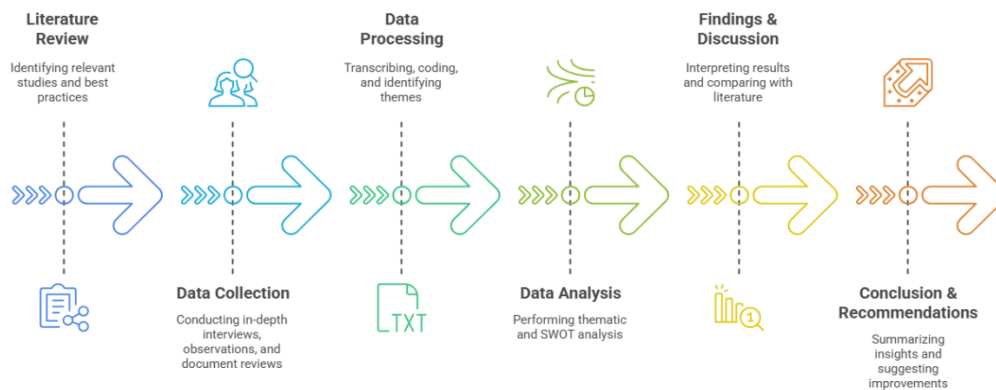 Literature
Review
Identifying relevant
studies and best
practices
Data Collection
Conducting in-depth
interviews,
observations, and
document reviews
Data
Processing
Transcribing, coding,
and identifying
themes
TXT
Data Analysis
Performing thematic
and SWOT analysis
Findings &
Discussion
Interpreting results
and comparing with
literature
1
Conclusion &
Recommendations
Summarizing
insights and
suggesting
improvements